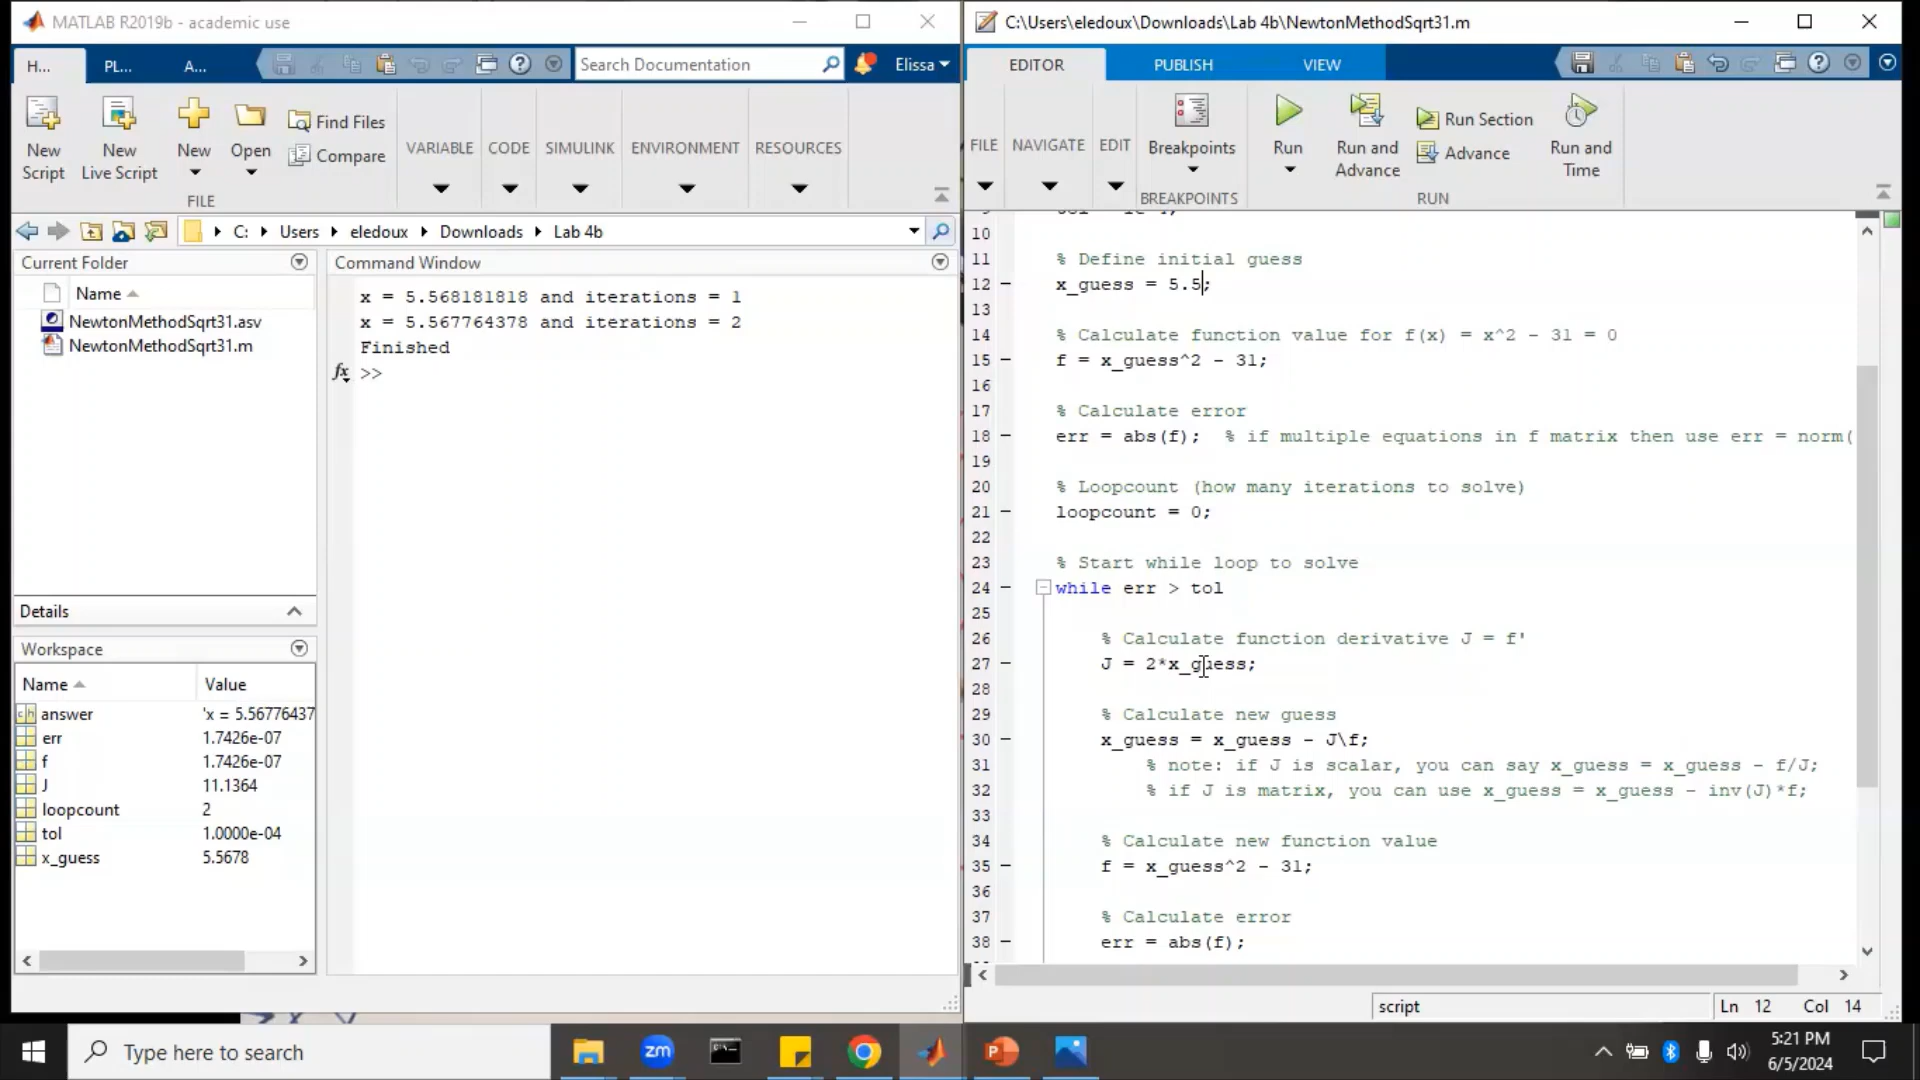 MATLAB R2019b - academic use
H...
PL...
A...
Search Documentation
Elissa
New Script
New Live Script
New
Open
Find Files
Compare
FILE
VARIABLE
CODE
SIMULINK
ENVIRONMENT
RESOURCES
C: Users eledoux Downloads Lab 4b
Current Folder
Name
NewtonMethodSqrt31.asv
NewtonMethodSqrt31.m
Details
Workspace
Name Value
answer 'x = 5.56776437
err 1.7426e-07
f 1.7426e-07
J 11.1364
loopcount 2
tol 1.0000e-04
x_guess 5.5678
Command Window
x = 5.568181818 and iterations = 1
x = 5.567764378 and iterations = 2
Finished
fx >>
C:\Users\eledoux\Downloads\Lab 4b\NewtonMethodSqrt31.m
EDITOR
PUBLISH
VIEW
FILE
NAVIGATE
EDIT
Breakpoints
BREAKPOINTS
Run
Run and Advance
Run Section
Advance
Run and Time
RUN
10
11 % Define initial guess
12 x_guess = 5.5;
13
14 % Calculate function value for f(x) = x^2 - 31 = 0
15 f = x_guess^2 - 31;
16
17 % Calculate error
18 err = abs(f); % if multiple equations in f matrix then use err = norm(
19
20 % Loopcount (how many iterations to solve)
21 loopcount = 0;
22
23 % Start while loop to solve
24 while err > tol
25
26 % Calculate function derivative J = f'
27 J = 2*x_guess;
28
29 % Calculate new guess
30 x_guess = x_guess - J\f;
31 % note: if J is scalar, you can say x_guess = x_guess - f/J;
32 % if J is matrix, you can use x_guess = x_guess - inv(J)*f;
33
34 % Calculate new function value
35 f = x_guess^2 - 31;
36
37 % Calculate error
38 err = abs(f);
script
Ln 12 Col 14
Type here to search
zm
5:21 PM
6/5/2024